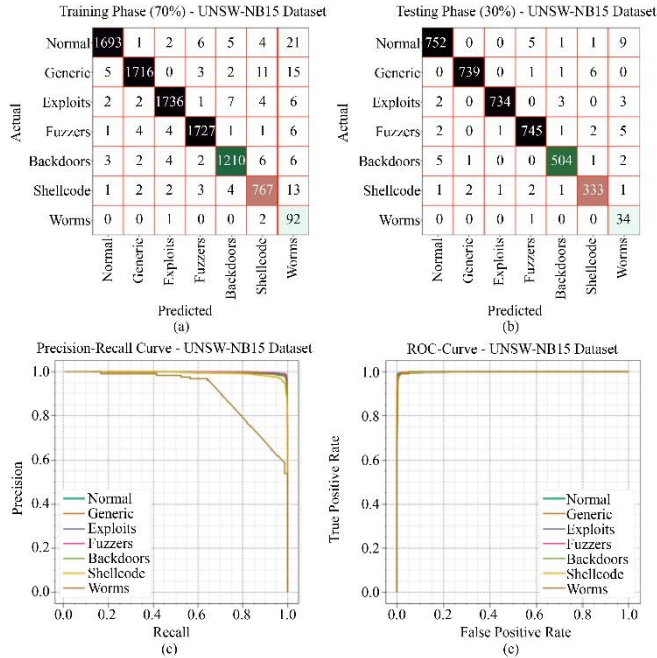 Training Phase (70%) - UNSW-NB15 Dataset
Actual
Normal 1693 1 2 6 5 4 21
Generic 5 1716 0 3 2 11 15
Exploits 2 2 1736 1 7 4 6
Fuzzers 1 4 4 1727 1 1 6
Backdoors 3 2 4 2 1210 6 6
Shellcode 1 2 2 3 4 767 13
Worms 0 0 1 0 0 2 92
Normal Generic Exploits Fuzzers Backdoors Shellcode Worms
Predicted
(a)
Testing Phase (30%) - UNSW-NB15 Dataset
Actual
Normal 752 0 0 5 1 1 9
Generic 0 739 0 1 1 6 0
Exploits 2 0 734 0 3 0 3
Fuzzers 2 0 1 745 1 2 5
Backdoors 5 1 0 0 504 1 2
Shellcode 1 2 1 2 1 333 1
Worms 0 0 0 0 0 0 34
Normal Generic Exploits Fuzzers Backdoors Shellcode Worms
Predicted
(b)
Precision-Recall Curve - UNSW-NB15 Dataset
Precision
1.0
0.8
0.6
0.4
0.2
0.0
Normal
Generic
Exploits
Fuzzers
Backdoors
Shellcode
Worms
0.0 0.2 0.4 0.6 0.8 1.0
Recall
(c)
ROC-Curve - UNSW-NB15 Dataset
True Positive Rate
1.0
0.8
0.6
0.4
0.2
0.0
Normal
Generic
Exploits
Fuzzers
Backdoors
Shellcode
Worms
0.0 0.2 0.4 0.6 0.8 1.0
False Positive Rate
(c)